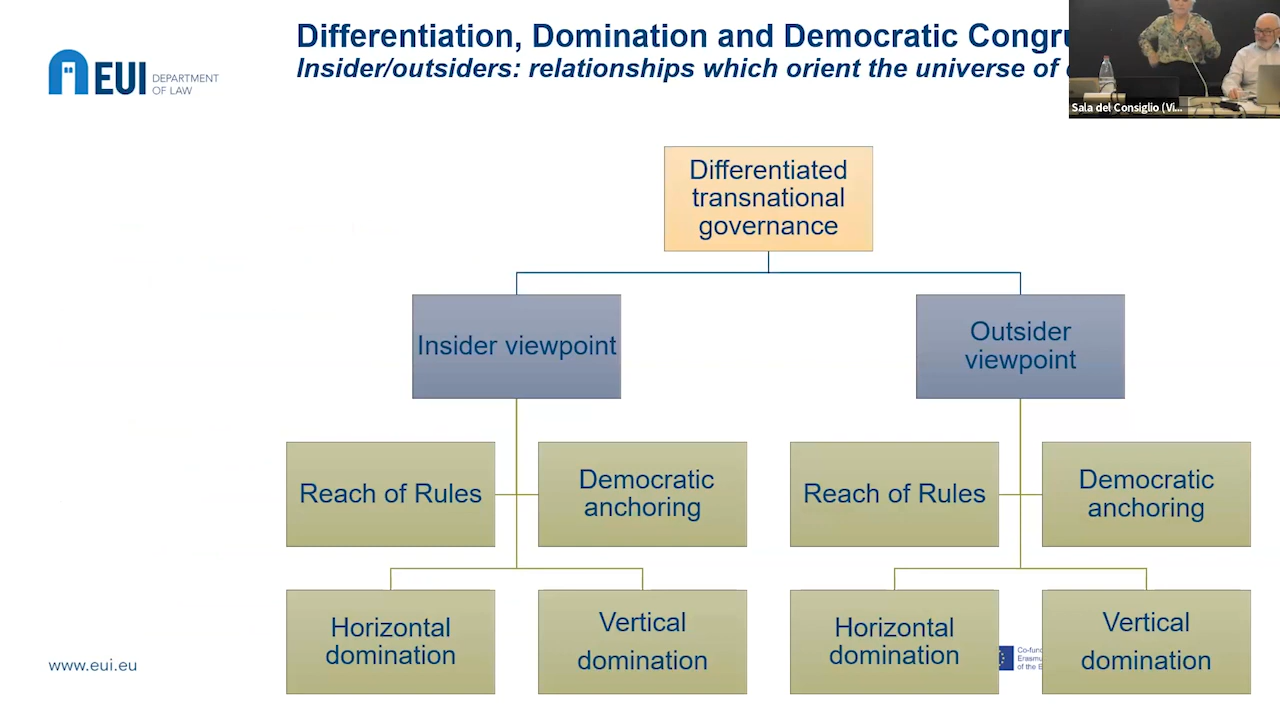 Differentiation, Domination and Democratic
Insider/outsiders: relationships which orient the universe of
EUI
DEPARTMENT
OF LAW
Sala del Consiglio (Vi...
Differentiated
transnational
governance
Insider viewpoint
Outsider
viewpoint
Reach of Rules
Democratic
anchoring
Reach of Rules
Democratic
anchoring
Horizontal
domination
Vertical
domination
Horizontal
domination
Vertical
domination
www.eui.eu
of the